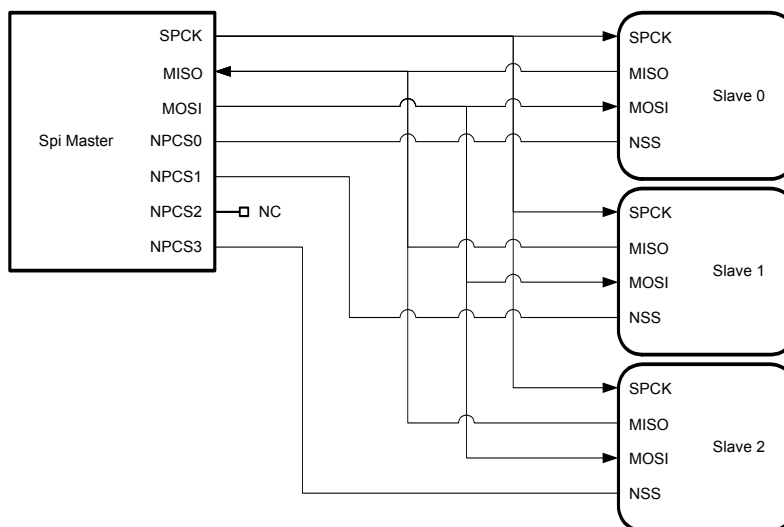 Spi Master
SPCK
MISO
MOSI
NPCS0
NPCS1
NPCS2
NPCS3
NC
SPCK
MISO
MOSI
NSS
Slave 0
SPCK
MISO
MOSI
NSS
Slave 1
SPCK
MISO
MOSI
NSS
Slave 2